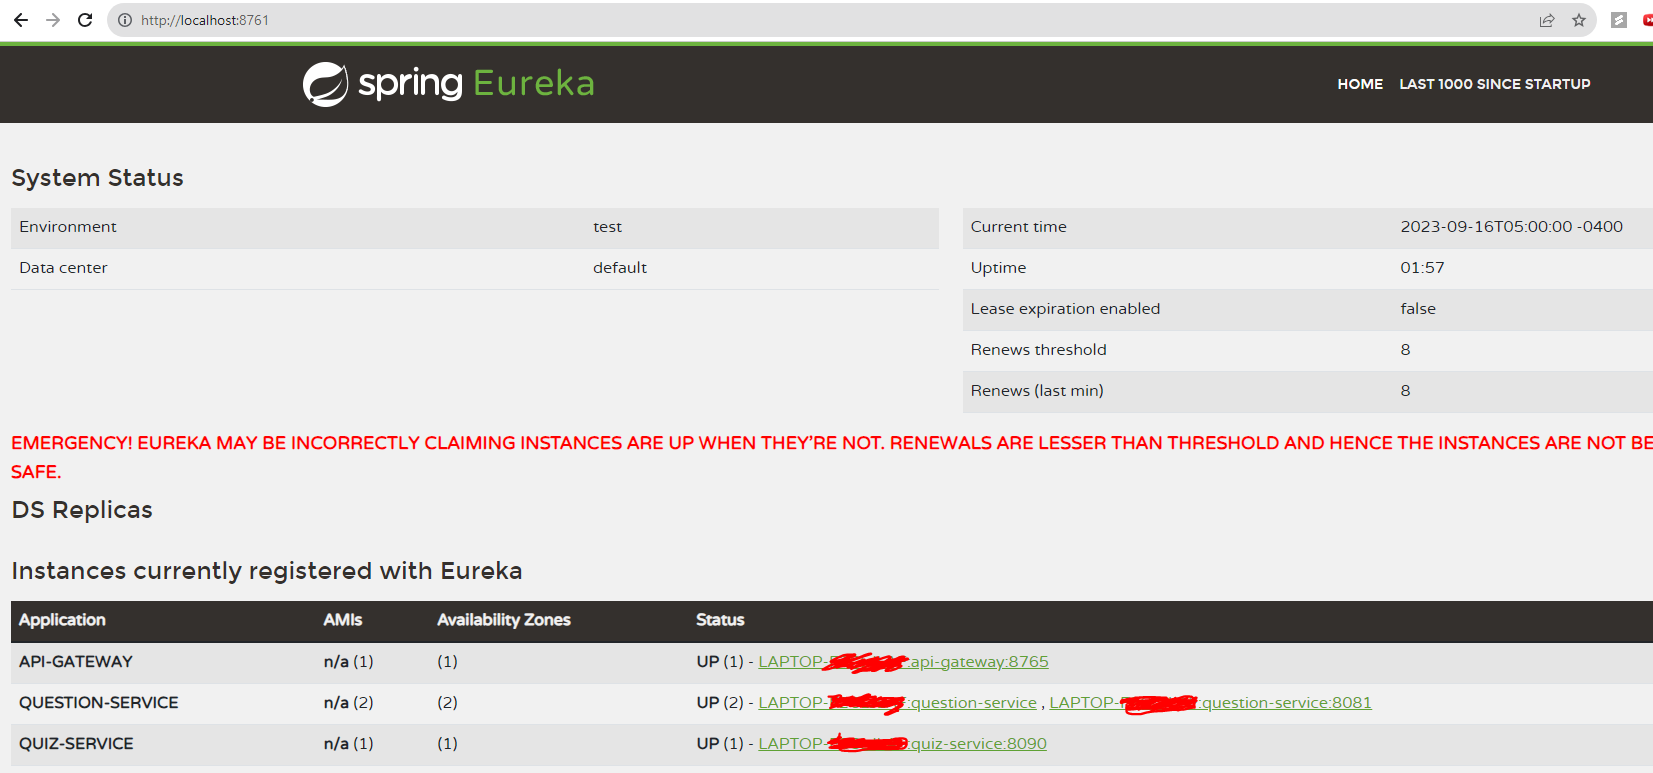 http://localhost:8761
spring Eureka
HOME LAST 1000 SINCE STARTUP
System Status
Environment test
Data center default
Current time 2023-09-16T05:00:00 -0400
Uptime 01:57
Lease expiration enabled false
Renews threshold 8
Renews (last min) 8
EMERGENCY! EUREKA MAY BE INCORRECTLY CLAIMING INSTANCES ARE UP WHEN THEY'RE NOT. RENEWALS ARE LESSER THAN THRESHOLD AND HENCE THE INSTANCES ARE NOT BE
SAFE.
DS Replicas
Instances currently registered with Eureka
Application AMIs Availability Zones Status
API-GATEWAY n/a (1) (1) UP (1) - LAPTOP- :api-gateway:8765
QUESTION-SERVICE n/a (2) (2) UP (2) - LAPTOP- :question-service , LAPTOP- :question-service:8081
QUIZ-SERVICE n/a (1) (1) UP (1) - LAPTOP- :quiz-service:8090